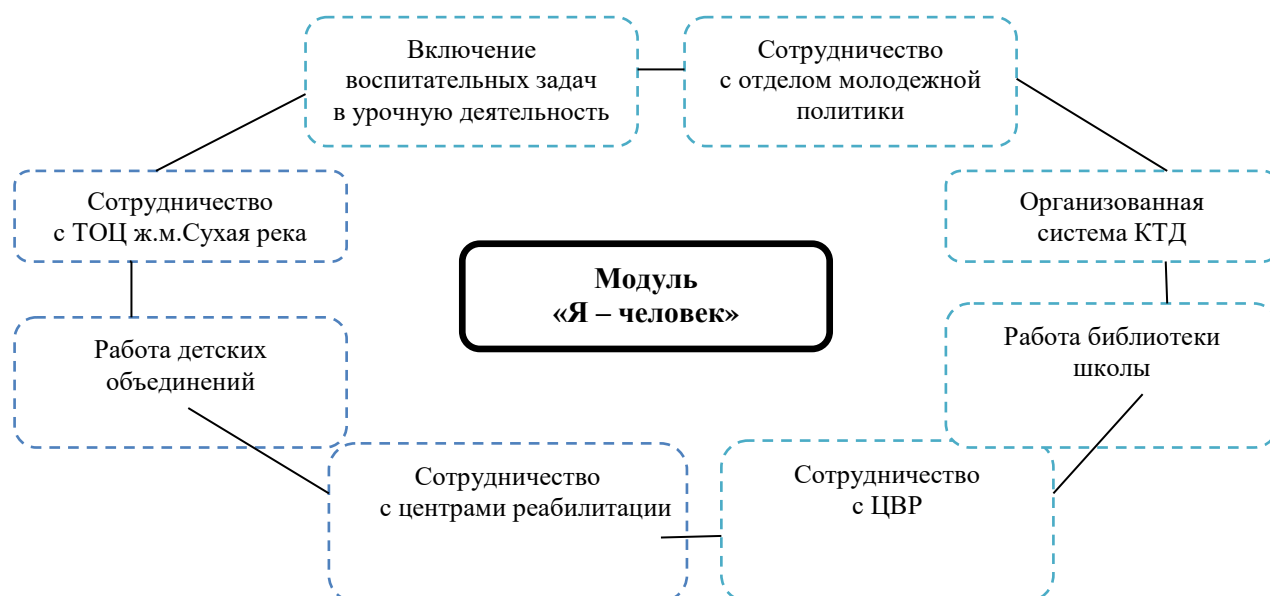 Включение
воспитательных задач
в урочную деятельность
Сотрудничество
с отделом молодежной
политики
Сотрудничество
с ТОЦ ж.м.Сухая река
Организованная
система КТД
Модуль
«Я – человек»
Работа детских
объединений
Работа библиотеки
школы
Сотрудничество
с центрами реабилитации
Сотрудничество
с ЦВР